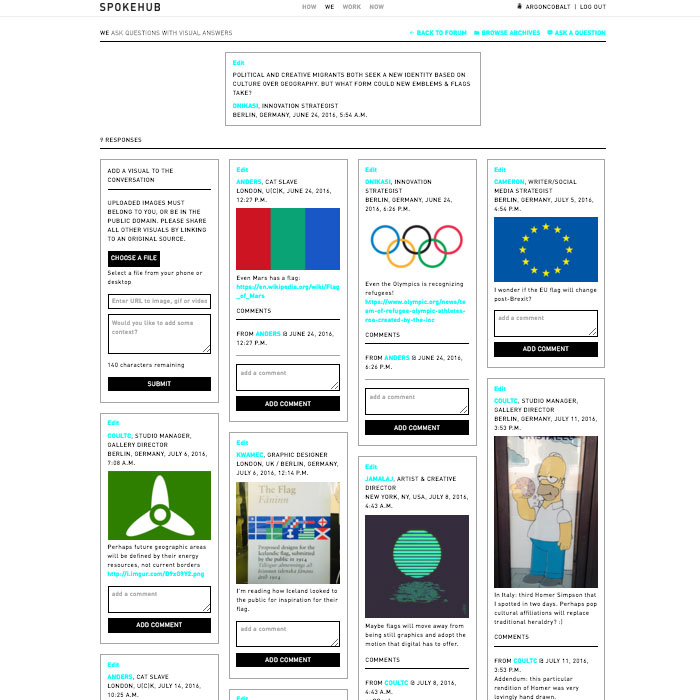 SPOKEHUB
HOW WE WORK NOW
ARGONCOBALT | LOG OUT
WE ASK QUESTIONS WITH VISUAL ANSWERS
BACK TO FORUM BROWSE ARCHIVES ASK A QUESTION
Edit
POLITICAL AND CREATIVE MIGRANTS BOTH SEEK A NEW IDENTITY BASED ON
CULTURE OVER GEOGRAPHY. BUT WHAT FORM COULD NEW EMBLEMS & FLAGS
TAKE?
ONIKASI, INNOVATION STRATEGIST
BERLIN, GERMANY, JUNE 24, 2016, 5:54 A.M.
9 RESPONSES
ADD A VISUAL TO THE
CONVERSATION
UPLOADED IMAGES MUST
BELONG TO YOU, OR BE IN THE
PUBLIC DOMAIN. PLEASE SHARE
ALL OTHER VISUALS BY LINKING
TO AN ORIGINAL SOURCE.
CHOOSE A FILE
Select a file from your phone or
desktop
Enter URL to image, gif or video
Would you like to add some
context?
140 characters remaining
SUBMIT
Edit
COULTC, STUDIO MANAGER,
GALLERY DIRECTOR
BERLIN, GERMANY, JULY 6, 2016,
7:08 A.M.
Perhaps future geographic areas
will be defined by their energy
resources, not current borders
add a comment
ADD COMMENT
Edit
ANDERS, CAT SLAVE
LONDON, U(C)K, JULY 14, 2016,
10:25 A.M.
Edit
ANDERS, CAT SLAVE
LONDON, U(C)K, JUNE 24, 2016,
12:27 P.M.
Even Mars has a flag:
https://en.wikipedia.org/wiki/Flag
_of_Mars
COMMENTS
FROM ANDERS @ JUNE 24, 2016,
12:27 P.M.
add a comment
ADD COMMENT
Edit
KWAMEC, GRAPHIC DESIGNER
LONDON, UK / BERLIN, GERMANY,
JULY 6, 2016, 12:14 P.M.
The Flag
Fáninn
Proposed designs for the
Icelandic flag, submitted
by the public in 1914
I'm reading how Iceland looked to
the public for inspiration for their
flag.
add a comment
ADD COMMENT
Edit
Edit
ONIKASI, INNOVATION
STRATEGIST
BERLIN, GERMANY, JUNE 24,
2016, 6:26 P.M.
Even the Olympics is recognizing
refugees!
https://www.olympic.org/news/te
am-of-refugee-olympic-athletes-
roa-created-by-the-ioc
COMMENTS
FROM ANDERS @ JUNE 24, 2016,
6:26 P.M.
add a comment
ADD COMMENT
Edit
JAMALAJ, ARTIST & CREATIVE
DIRECTOR
NEW YORK, NY, USA, JULY 8, 2016,
4:43 A.M.
Maybe flags will move away from
being still graphics and adopt the
motion that digital has to offer.
COMMENTS
FROM COULTC @ JULY 8, 2016,
4:43 A.M.
Edit
CAMERON, WRITER/SOCIAL
MEDIA STRATEGIST
BERLIN, GERMANY, JULY 5, 2016,
4:54 P.M.
I wonder if the EU flag will change
post-Brexit?
add a comment
ADD COMMENT
Edit
COULTC, STUDIO MANAGER,
GALLERY DIRECTOR
BERLIN, GERMANY, JULY 11, 2016,
3:53 P.M.
In Italy: third Homer Simpson that
I spotted in two days. Perhaps pop
cultural affiliations will replace
traditional heraldry? :)
COMMENTS
FROM COULTC @ JULY 11, 2016,
3:53 P.M.
Addendum: this particular
rendition of Homer was very
lovingly hand drawn.